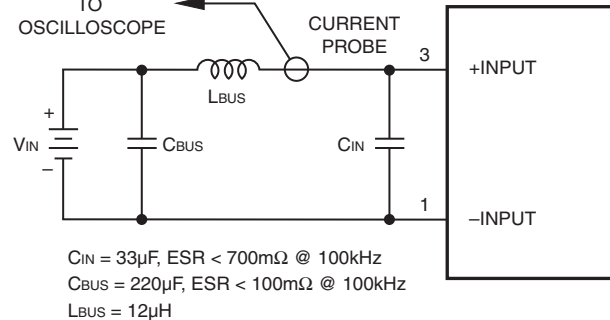 TO
OSCILLOSCOPE
CURRENT
PROBE
LBUS
+
VIN
–
CBUS
CIN
3
+INPUT
1
–INPUT
CIN = 33µF, ESR < 700mΩ @ 100kHz
CBUS = 220µF, ESR < 100mΩ @ 100kHz
LBUS = 12µH